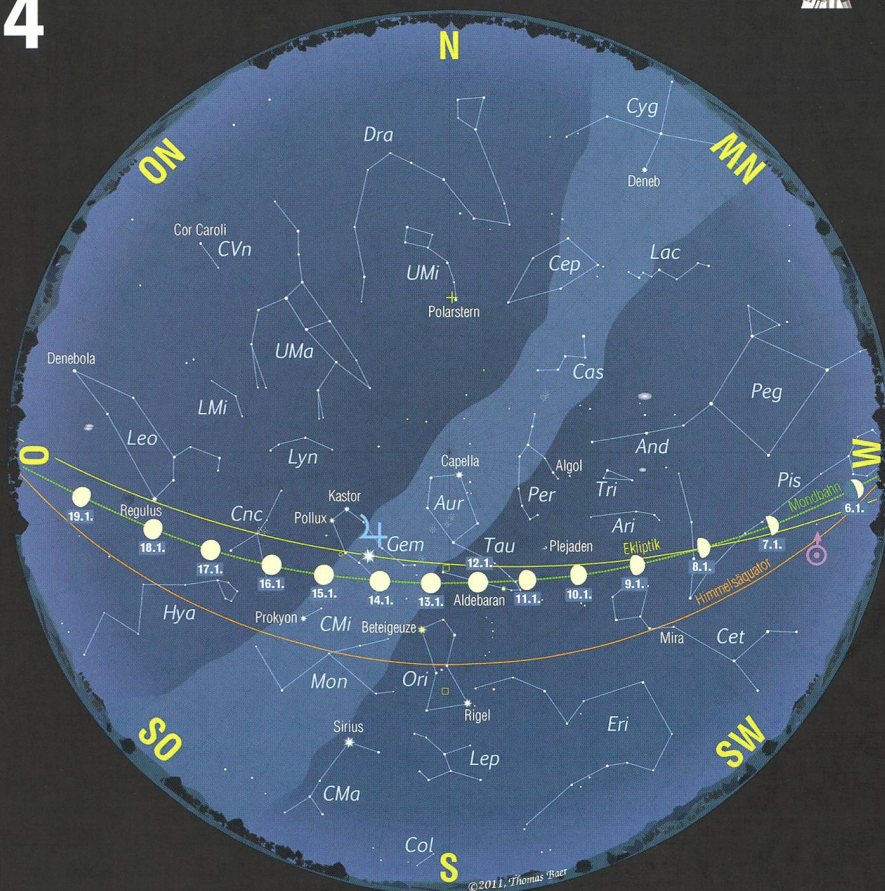 4
N
NO
NW
Cyg
Dra
Deneb
Cor Caroli
CVn
Lac
Cep
UMi
Polarstern
Denebola
UMa
Cas
Peg
LMi
Leo
And
O
Lyn
W
Capella
Algol
Pis
Tri
Kastor
Per
Aur
Mondbahn
Regulus
Cnc
Pollux
Ari
6.1.
19.1.
Gem
Tau
Plejaden
Ekliptik
7.1.
18.1.
12.1.
8.1.
17.1.
16.1.
15.1.
14.1.
13.1.
Aldebaran
11.1.
10.1.
9.1.
Himmelsäquator
Hya
Prokyon
CMi
Beteigeuze
Mira
Cet
Mon
Ori
Rigel
Eri
SO
Sirius
SW
Lep
CMa
Col
S
©2011, Thomas Baer